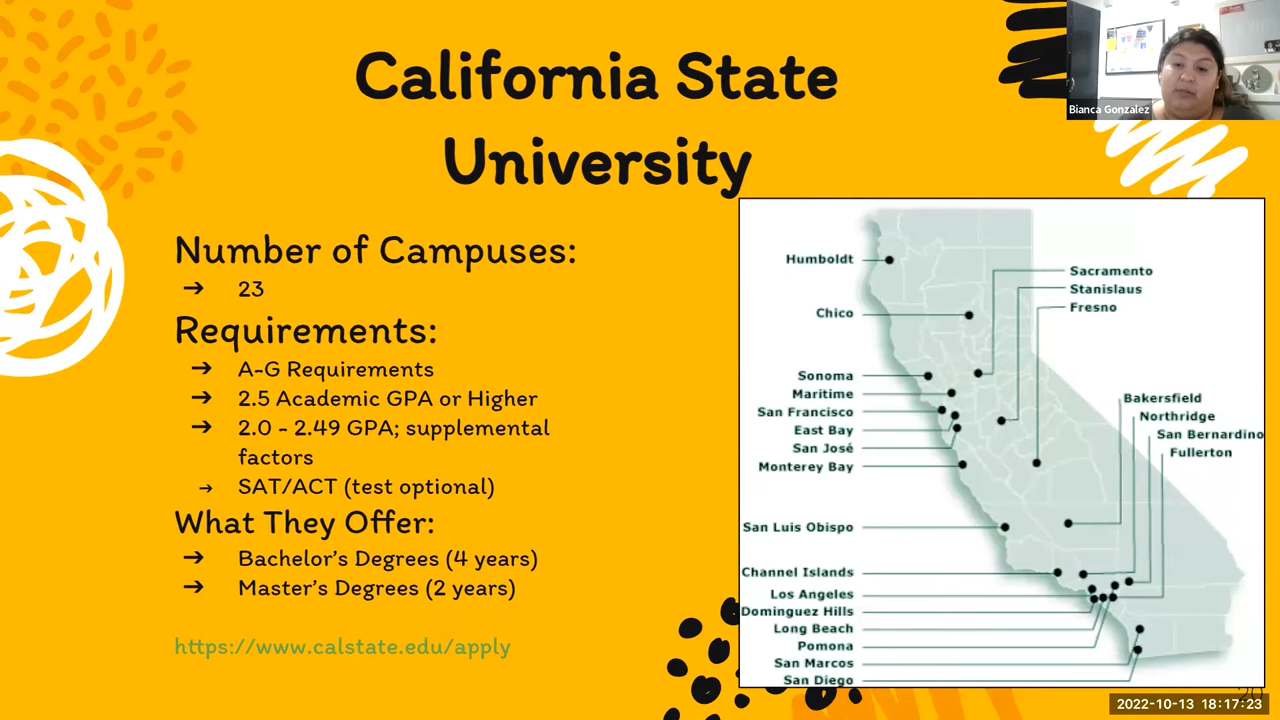 California State
University
Bianca Gonzalez
Number of Campuses:
➔ 23
Requirements:
➔ A-G Requirements
➔ 2.5 Academic GPA or Higher
➔ 2.0 - 2.49 GPA; supplemental
factors
→ SAT/ACT (test optional)
What They Offer:
➔ Bachelor's Degrees (4 years)
➔ Master's Degrees (2 years)
https://www.calstate.edu/apply
Humboldt
Chico
Sonoma
Maritime
San Francisco
East Bay
San José
Monterey Bay
San Luis Obispo
Channel Islands
Los Angeles
Dominguez Hills
Long Beach
Pomona
San Marcos
San Diego
Sacramento
Stanislaus
Fresno
Bakersfield
Northridge
San Bernardino
Fullerton
20
2022-10-13 18:17:23